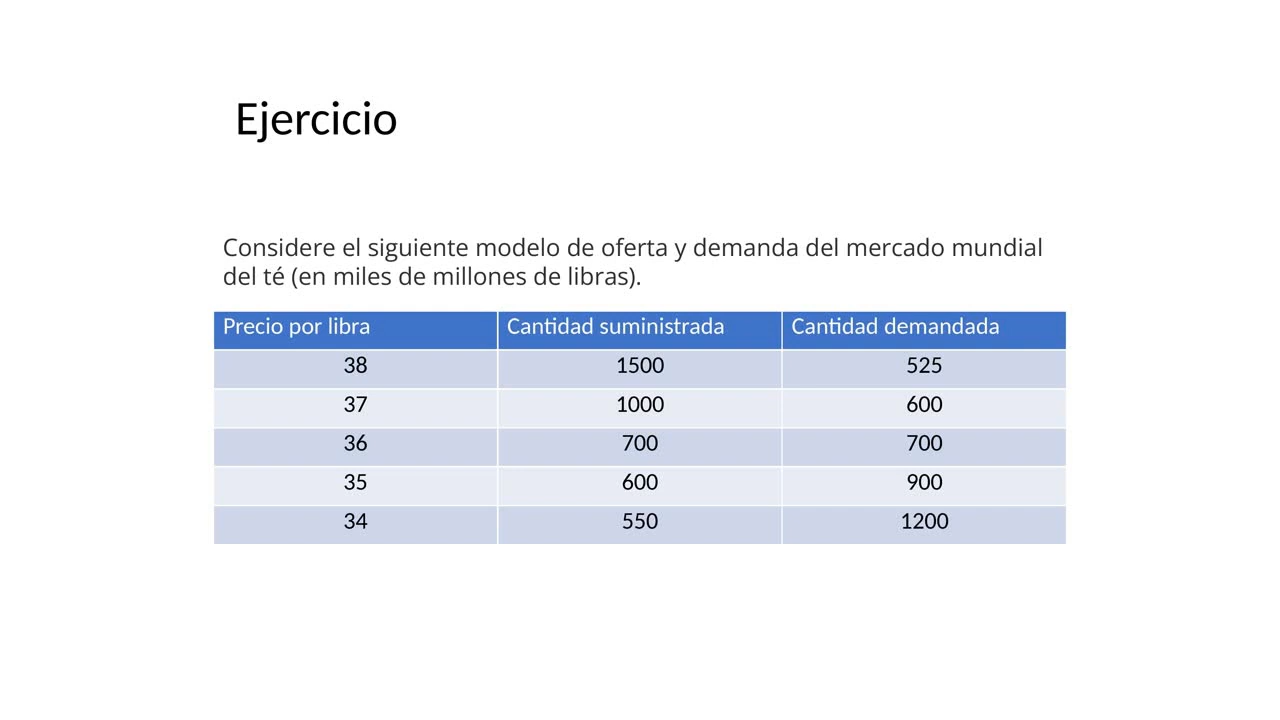 Ejercicio
Considere el siguiente modelo de oferta y demanda del mercado mundial
del té (en miles de millones de libras).
Precio por libra Cantidad suministrada Cantidad demandada
38 1500 525
37 1000 600
36 700 700
35 600 900
34 550 1200